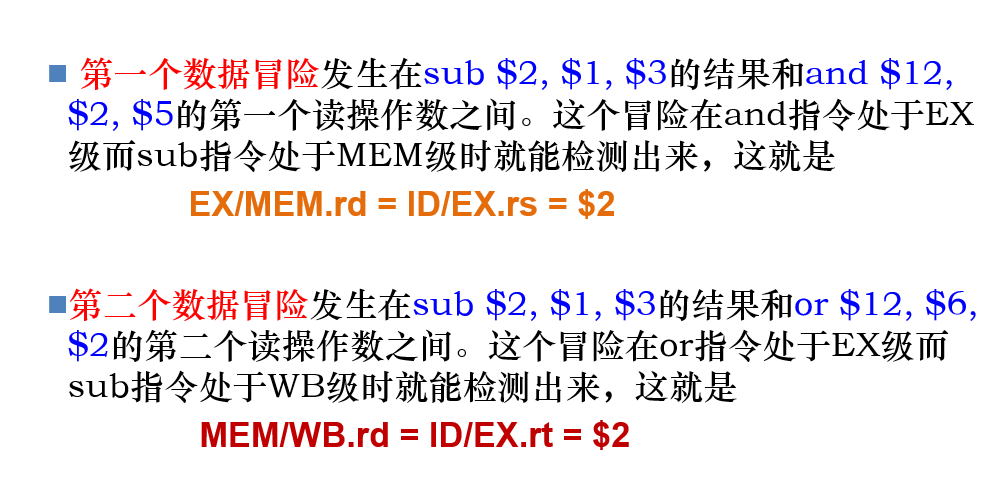 第一个数据冒险发生在sub $2, $1, $3的结果和and $12,
$2, $5的第一个读操作数之间。这个冒险在and指令处于EX
级而sub指令处于MEM级时就能检测出来，这就是
EX/MEM.rd = ID/EX.rs = $2
第二个数据冒险发生在sub $2, $1, $3的结果和or $12, $6,
$2的第二个读操作数之间。这个冒险在or指令处于EX级而
sub指令处于WB级时就能检测出来，这就是
MEM/WB.rd = ID/EX.rt = $2